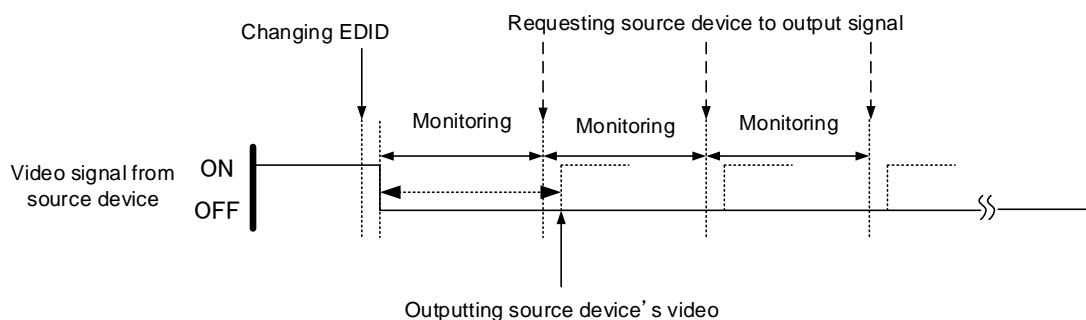 Requesting source device to output signal
Changing EDID
Monitoring
Monitoring
Monitoring
Video signal from
source device
ON
OFF
Outputting source device’s video